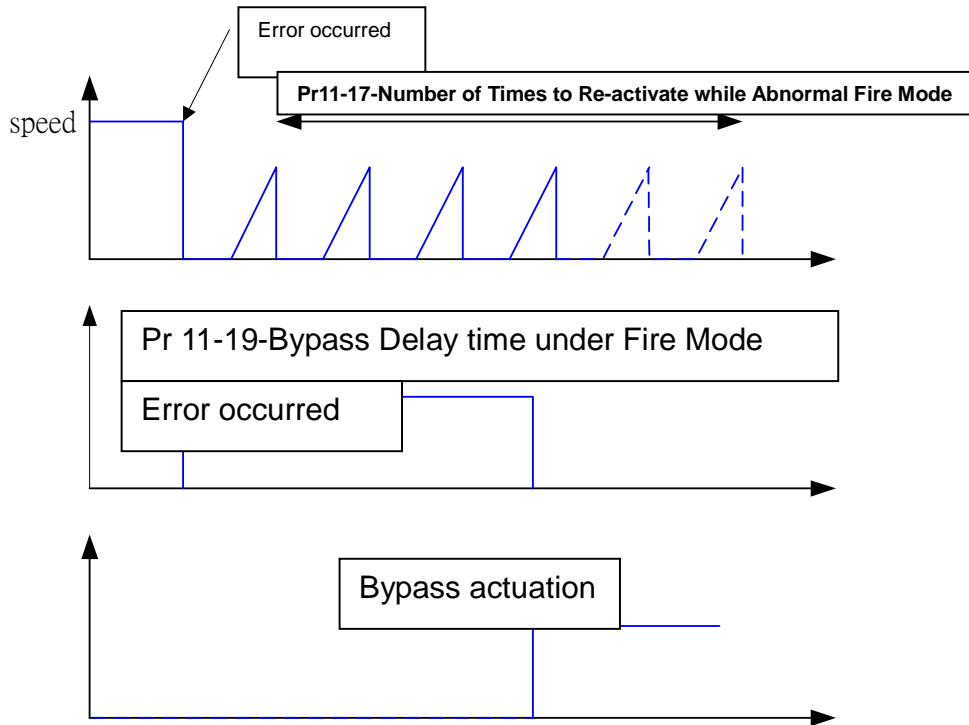 Error occurred
Pr11-17-Number of Times to Re-activate while Abnormal Fire Mode
speed
Pr 11-19-Bypass Delay time under Fire Mode
Error occurred
Bypass actuation